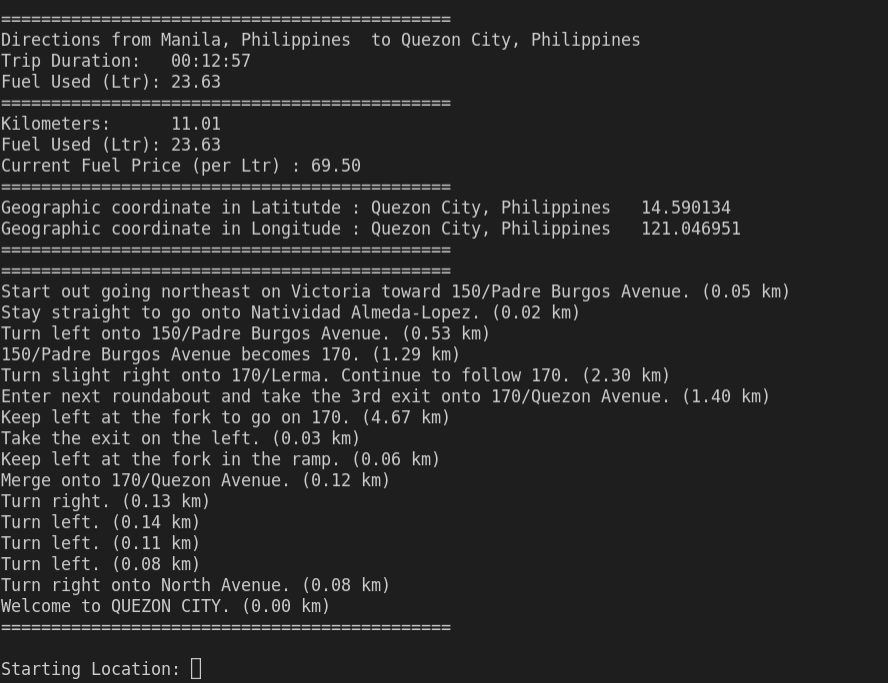 =============================================
Directions from Manila, Philippines  to Quezon City, Philippines
Trip Duration:   00:12:57
Fuel Used (Ltr): 23.63
=============================================
Kilometers:      11.01
Fuel Used (Ltr): 23.63
Current Fuel Price (per Ltr) : 69.50
=============================================
Geographic coordinate in Latitutde : Quezon City, Philippines   14.590134
Geographic coordinate in Longitude : Quezon City, Philippines   121.046951
=============================================
=============================================
Start out going northeast on Victoria toward 150/Padre Burgos Avenue. (0.05 km)
Stay straight to go onto Natividad Almeda-Lopez. (0.02 km)
Turn left onto 150/Padre Burgos Avenue. (0.53 km)
150/Padre Burgos Avenue becomes 170. (1.29 km)
Turn slight right onto 170/Lerma. Continue to follow 170. (2.30 km)
Enter next roundabout and take the 3rd exit onto 170/Quezon Avenue. (1.40 km)
Keep left at the fork to go on 170. (4.67 km)
Take the exit on the left. (0.03 km)
Keep left at the fork in the ramp. (0.06 km)
Merge onto 170/Quezon Avenue. (0.12 km)
Turn right. (0.13 km)
Turn left. (0.14 km)
Turn left. (0.11 km)
Turn left. (0.08 km)
Turn right onto North Avenue. (0.08 km)
Welcome to QUEZON CITY. (0.00 km)
=============================================
Starting Location: